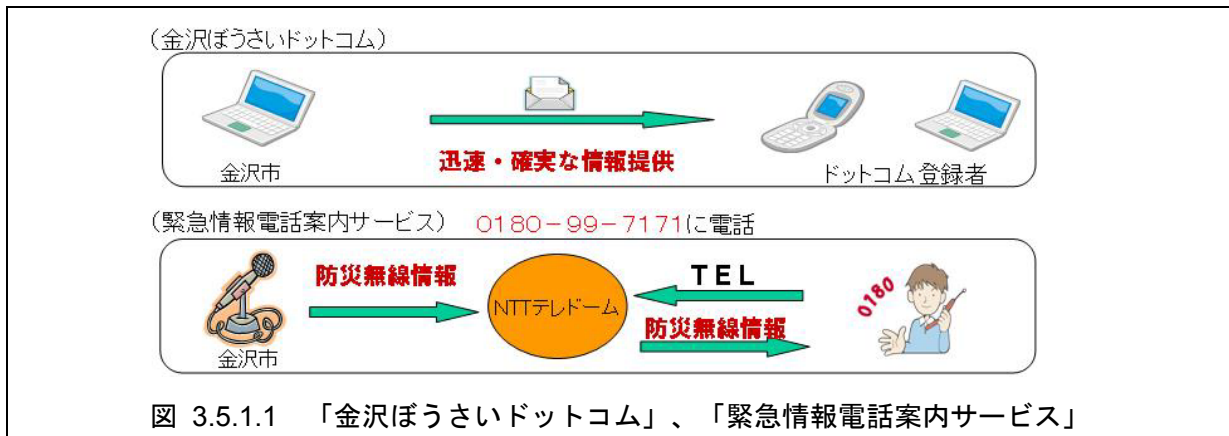 (金沢ぼうさいドットコム)
迅速・確実な情報提供
金沢市
ドットコム登録者
(緊急情報電話案内サービス) 0180-99-7171に電話
防災無線情報
NTTテレドーム
TEL
0180
防災無線情報
金沢市
図 3.5.1.1 「金沢ぼうさいドットコム」、「緊急情報電話案内サービス」